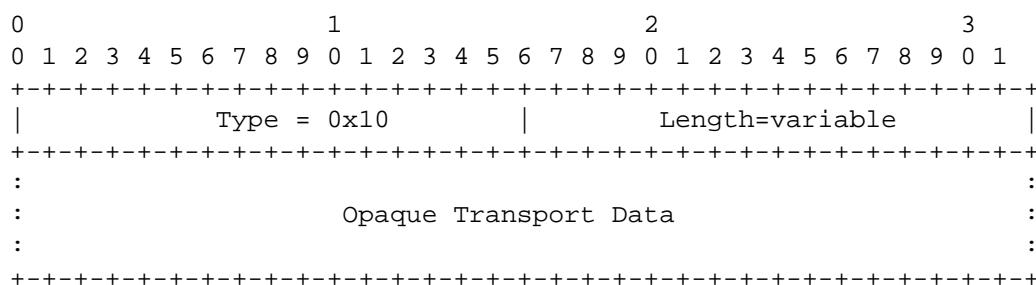 0                   1                   2                   3
0 1 2 3 4 5 6 7 8 9 0 1 2 3 4 5 6 7 8 9 0 1 2 3 4 5 6 7 8 9 0 1
+-+-+-+-+-+-+-+-+-+-+-+-+-+-+-+-+-+-+-+-+-+-+-+-+-+-+-+-+-+-+-+-+
|            Type = 0x10         |        Length=variable        |
+-+-+-+-+-+-+-+-+-+-+-+-+-+-+-+-+-+-+-+-+-+-+-+-+-+-+-+-+-+-+-+-+
:                                                               :
:                    Opaque Transport Data                      :
:                                                               :
+-+-+-+-+-+-+-+-+-+-+-+-+-+-+-+-+-+-+-+-+-+-+-+-+-+-+-+-+-+-+-+-+